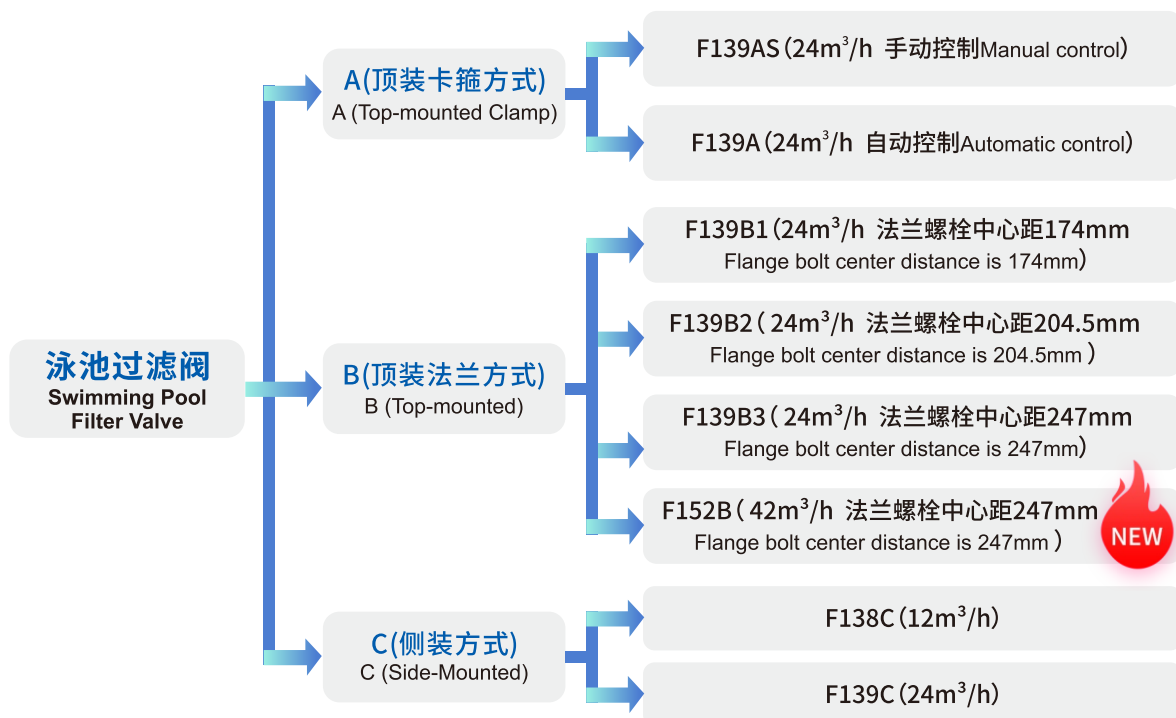 泳池过滤阀
Swimming Pool
Filter Valve
A(顶装卡箍方式)
A (Top-mounted Clamp)
F139AS(24m³/h 手动控制Manual control)
F139A(24m³/h 自动控制Automatic control)
B(顶装法兰方式)
B (Top-mounted)
F139B1(24m³/h 法兰螺栓中心距174mm
Flange bolt center distance is 174mm)
F139B2( 24m³/h 法兰螺栓中心距204.5mm
Flange bolt center distance is 204.5mm )
F139B3( 24m³/h 法兰螺栓中心距247mm
Flange bolt center distance is 247mm)
F152B( 42m³/h 法兰螺栓中心距247mm
Flange bolt center distance is 247mm )
NEW
C(侧装方式)
C (Side-Mounted)
F138C(12m³/h)
F139C(24m³/h)